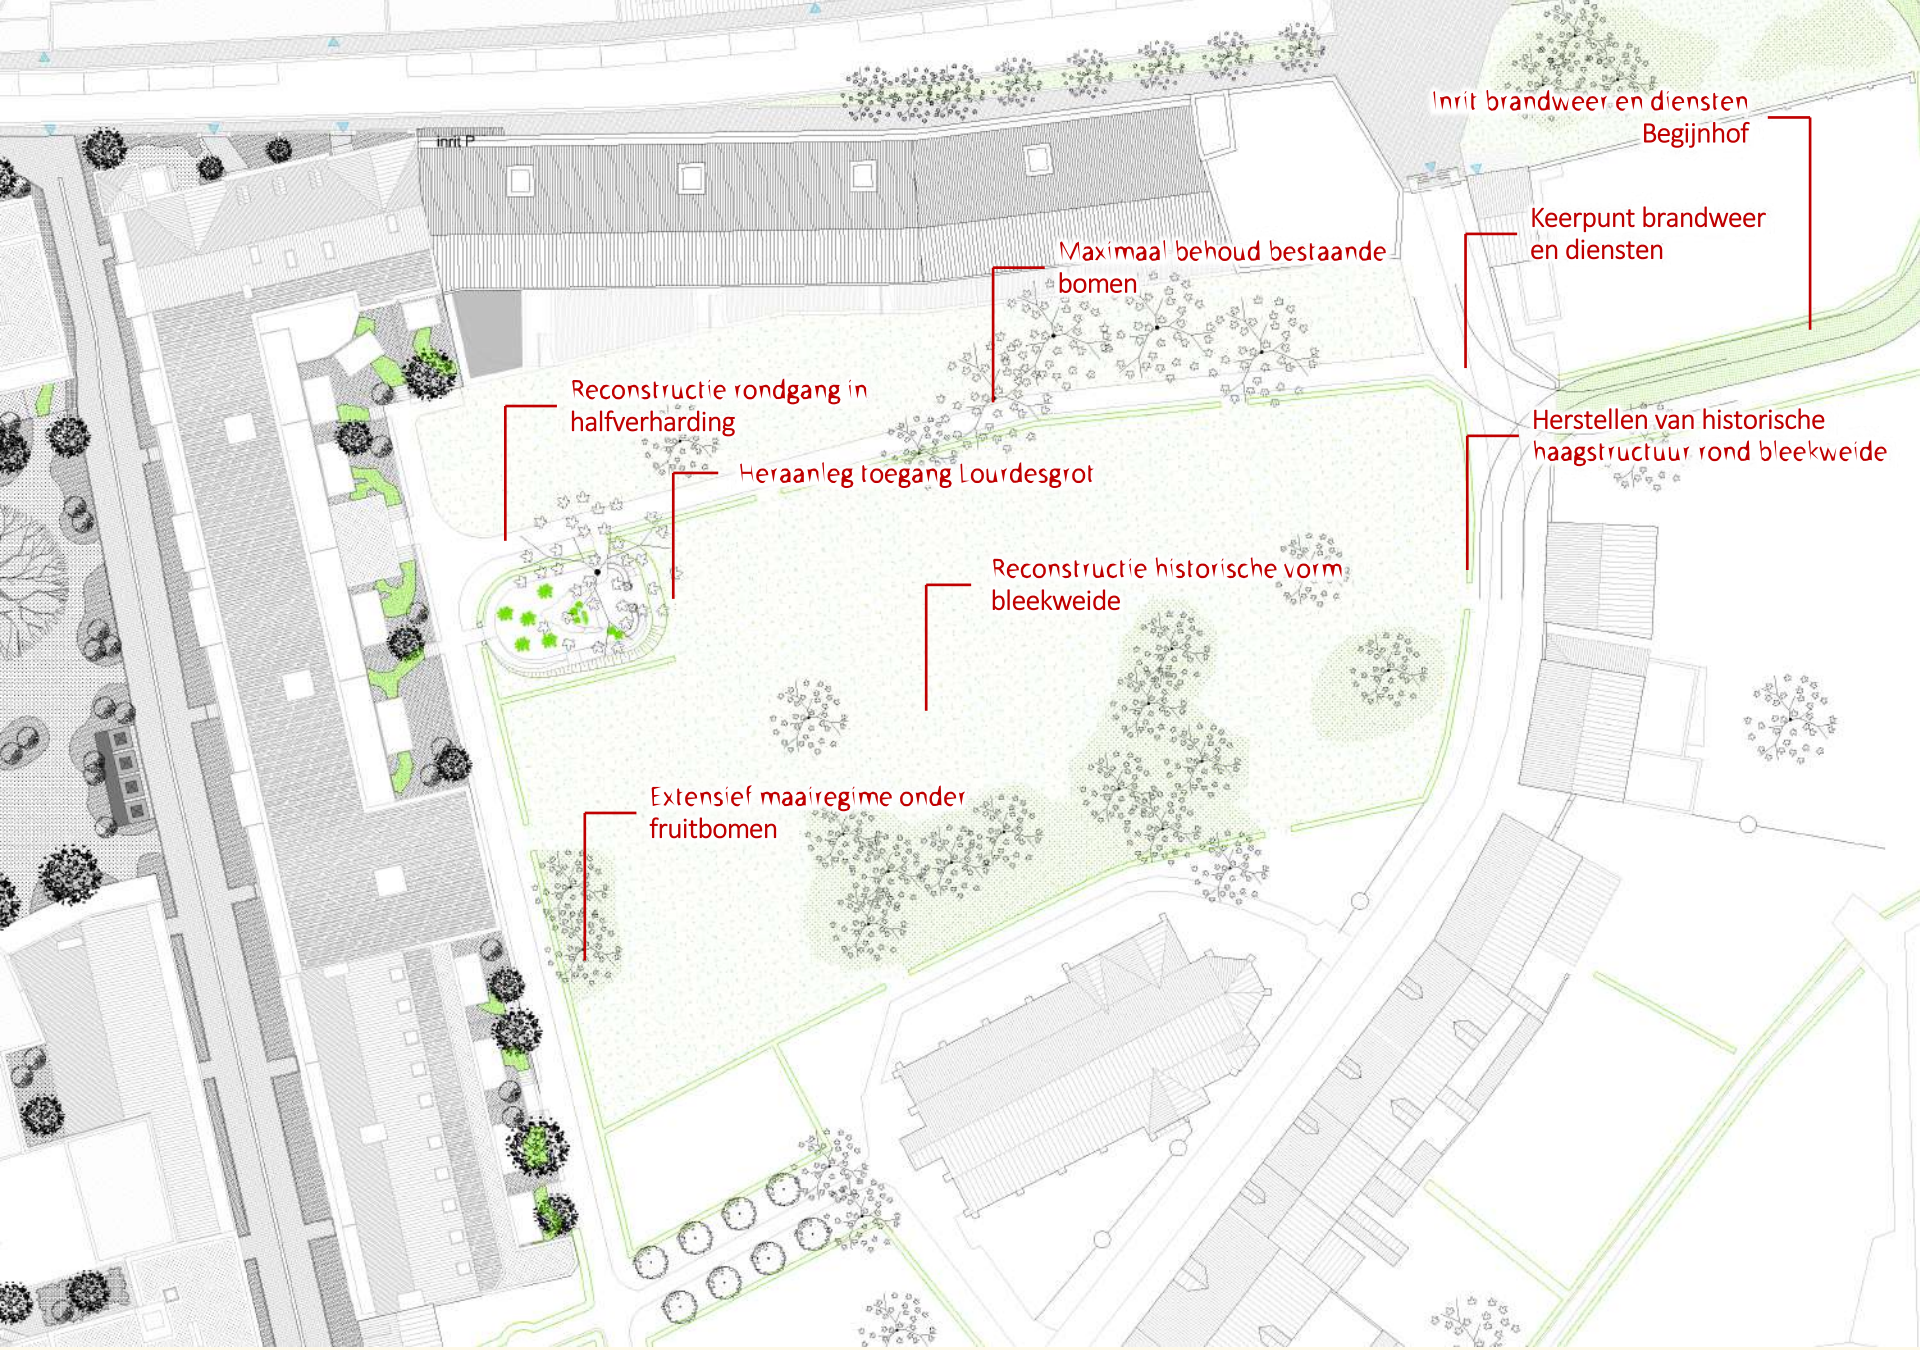 Inrit brandweer en diensten
Begijnhof
inrit P
Keerpunt brandweer
en diensten
Maximaal behoud bestaande
bomen
Reconstructie rondgang in
halfverharding
Herstellen van historische
haagstructuur rond bleekweide
Heraanleg toegang Lourdesgrot
Reconstructie historische vorm
bleekweide
Extensief maairegime onder
fruitbomen